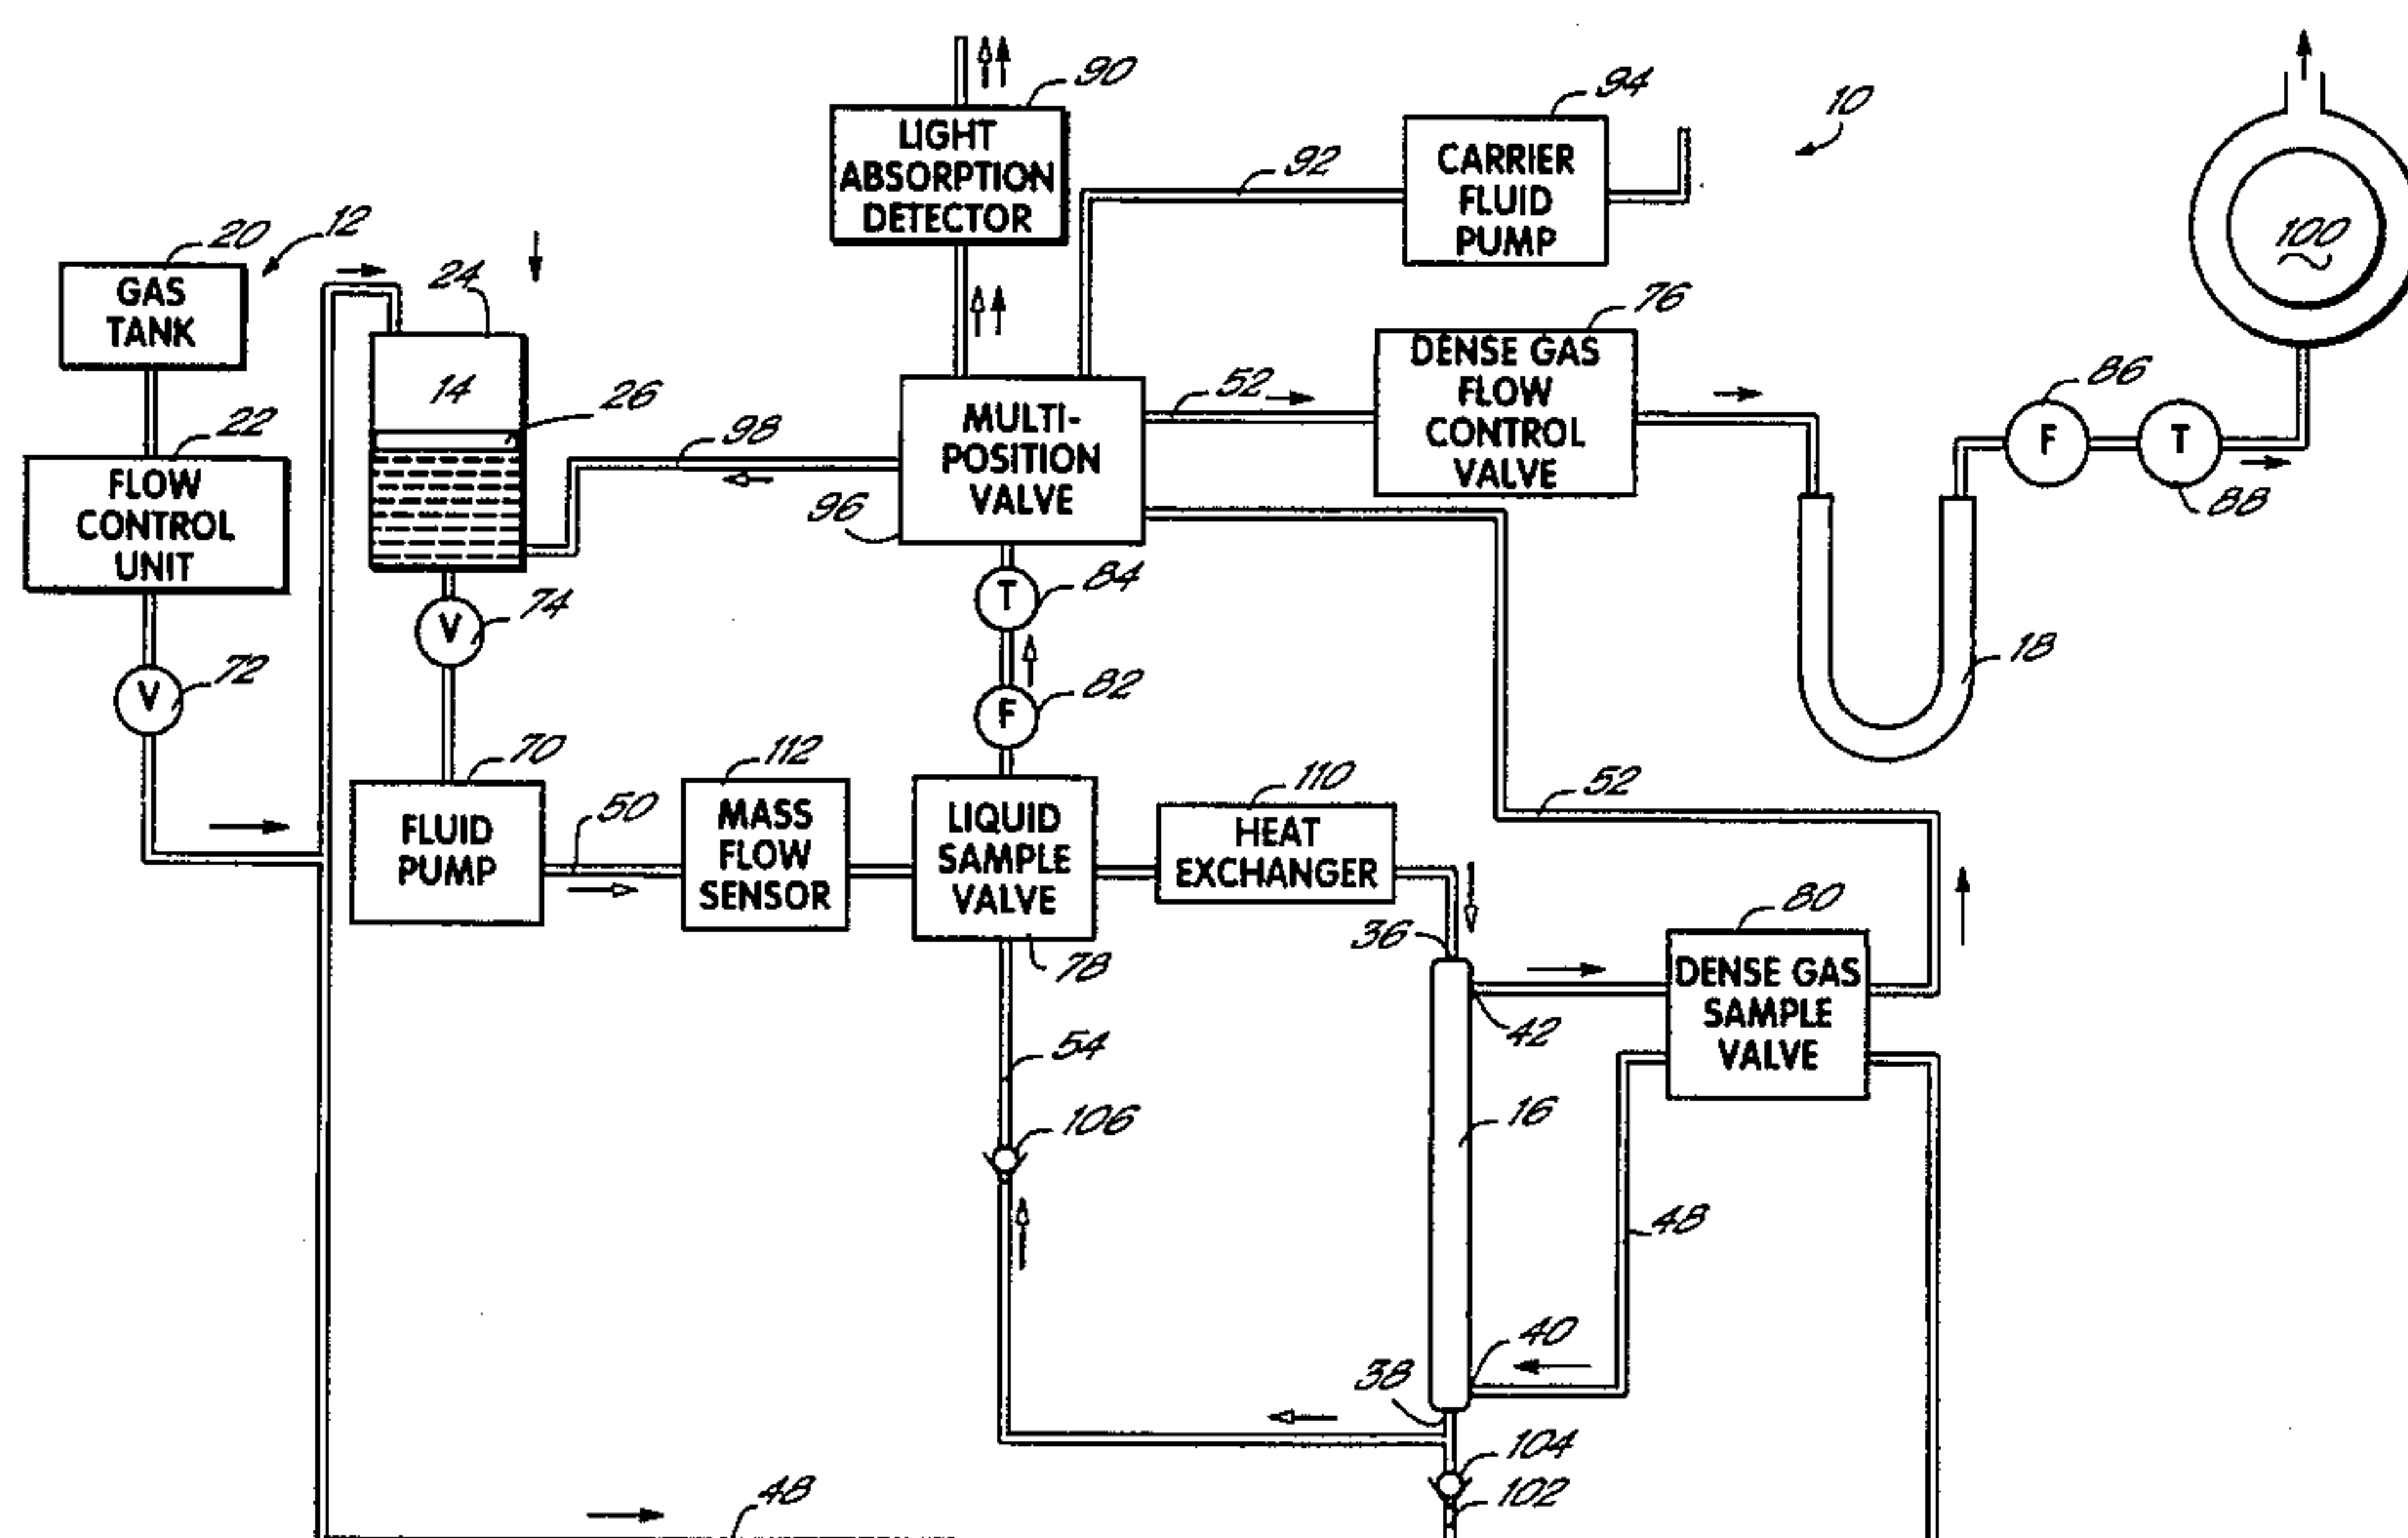 90
LIGHT
ABSORPTION
DETECTOR
94
CARRIER
FLUID
PUMP
92
10
100
20
12
GAS
TANK
24
14
26
22
FLOW
CONTROL
UNIT
98
96
MULTI-
POSITION
VALVE
52
76
DENSE GAS
FLOW
CONTROL
VALVE
86
F
T
88
18
V
74
V
72
T
84
F
82
70
FLUID
PUMP
50
112
MASS
FLOW
SENSOR
LIQUID
SAMPLE
VALVE
78
110
HEAT
EXCHANGER
52
36
80
DENSE GAS
SAMPLE
VALVE
42
54
106
16
48
40
38
104
102
48